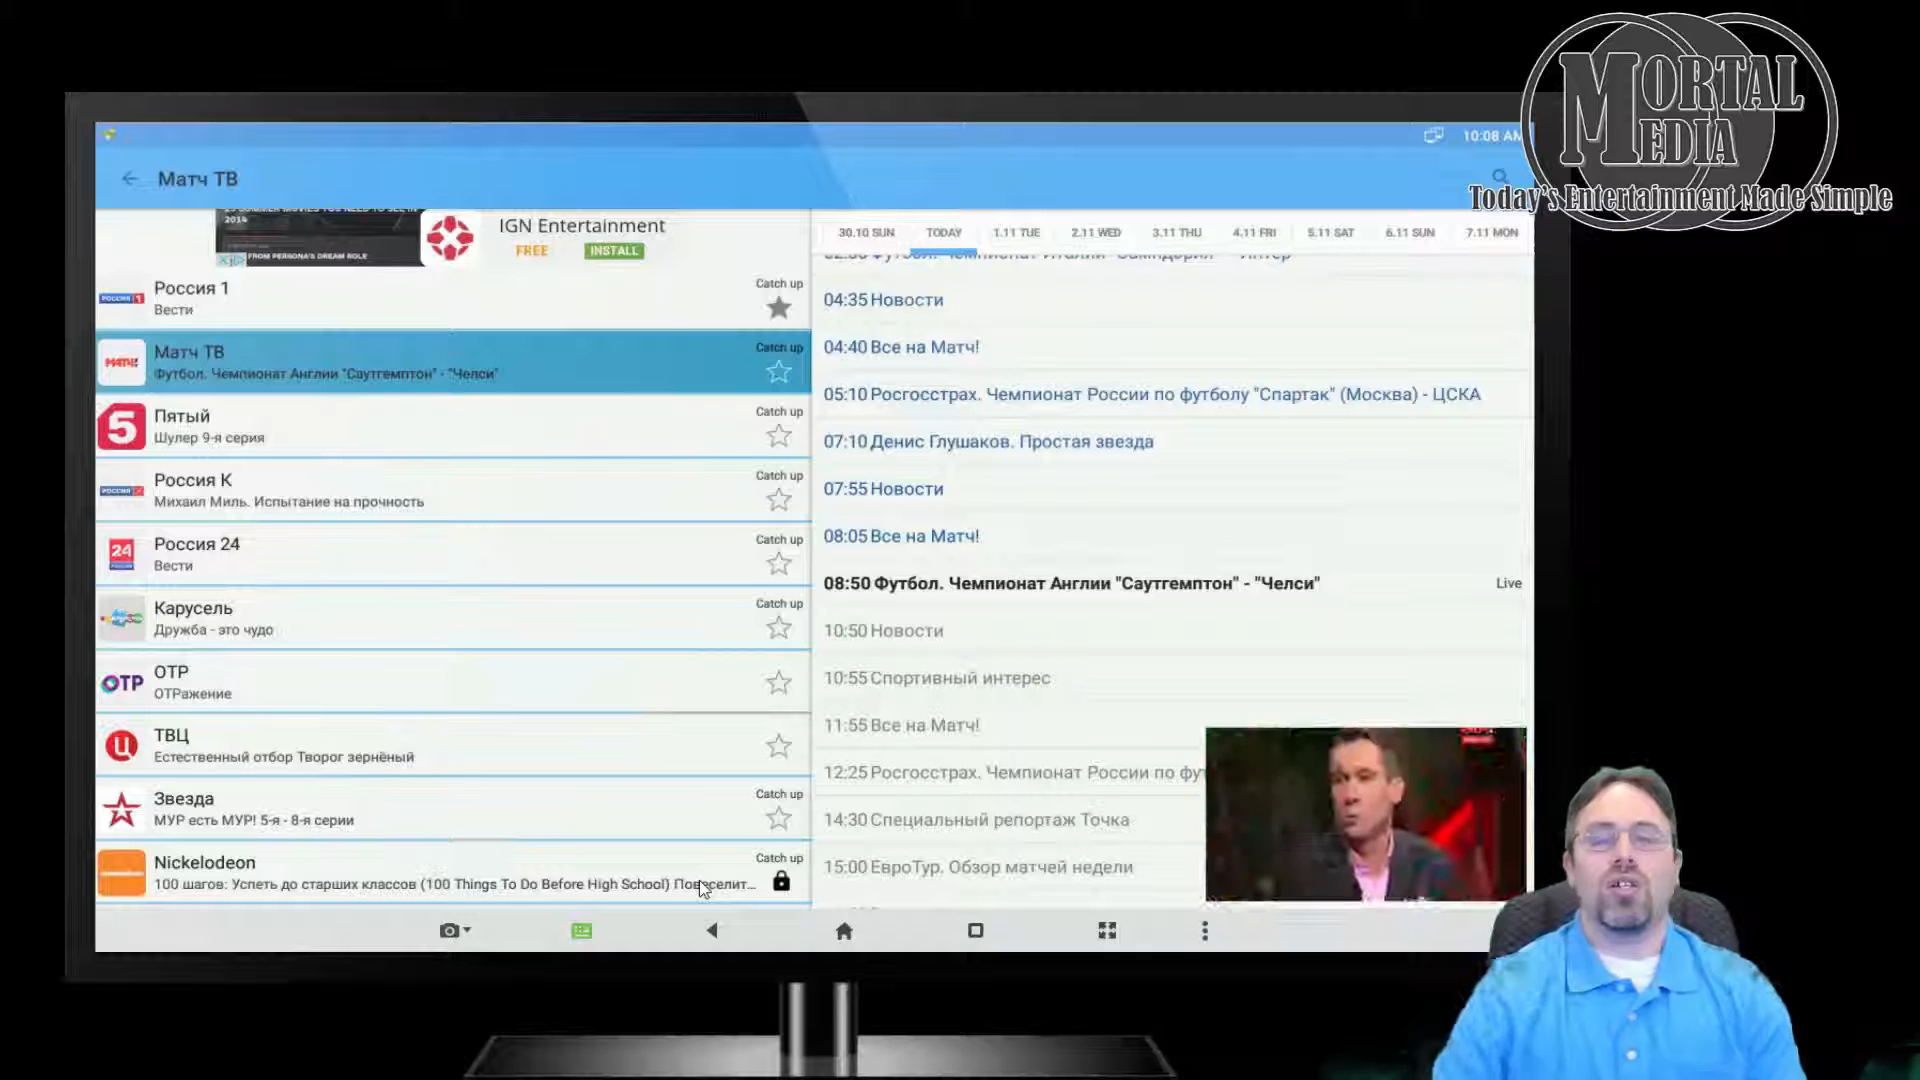 MORTAL
MEDIA
Today's Entertainment Made Simple
10:08 AM
Матч ТВ
2014
FROM PERSONA'S DREAM ROLE
IGN Entertainment
FREE
INSTALL
Россия 1
Вести
Catch up
Матч ТВ
Футбол. Чемпионат Англии "Саутгемптон" - "Челси"
Catch up
Пятый
Шулер 9-я серия
Catch up
Россия К
Михаил Миль. Испытание на прочность
Catch up
Россия 24
Вести
Catch up
Карусель
Дружба - это чудо
Catch up
ОТР
ОТР
ОТРажение
ТВЦ
Естественный отбор Творог зернёный
Звезда
МУР есть МУР! 5-я - 8-я серии
Catch up
Nickelodeon
100 шагов: Успеть до старших классов (100 Things To Do Before High School)
Catch up
30.10 SUN
TODAY
1.11 TUE
2.11 WED
3.11 THU
4.11 FRI
5.11 SAT
6.11 SUN
7.11 MON
04:35 Новости
04:40 Все на Матч!
05:10 Росгосстрах. Чемпионат России по футболу "Спартак" (Москва) - ЦСКА
07:10 Денис Глушаков. Простая звезда
07:55 Новости
08:05 Все на Матч!
08:50 Футбол. Чемпионат Англии "Саутгемптон" - "Челси"
Live
10:50 Новости
10:55 Спортивный интерес
11:55 Все на Матч!
12:25 Росгосстрах. Чемпионат России по фу
14:30 Специальный репортаж Точка
15:00 ЕвроТур. Обзор матчей недели